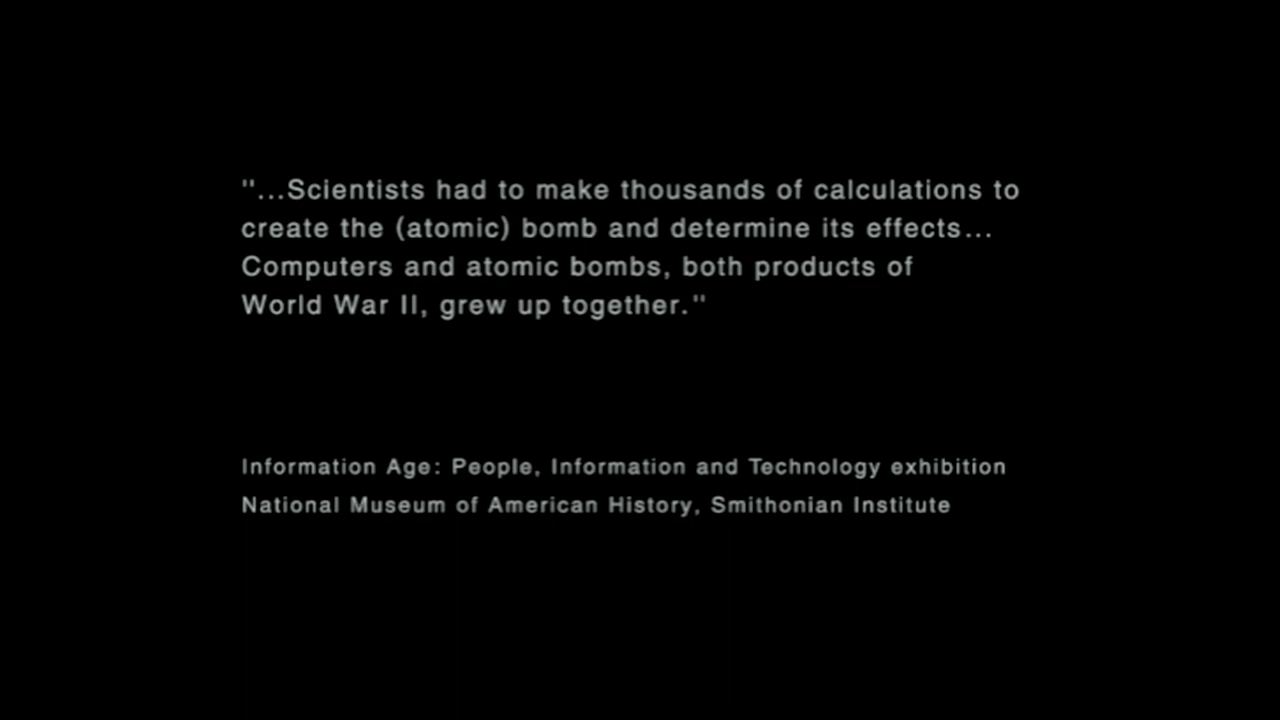 "...Scientists had to make thousands of calculations to
create the (atomic) bomb and determine its effects...
Computers and atomic bombs, both products of
World War II, grew up together."
Information Age: People, Information and Technology exhibition
National Museum of American History, Smithonian Institute